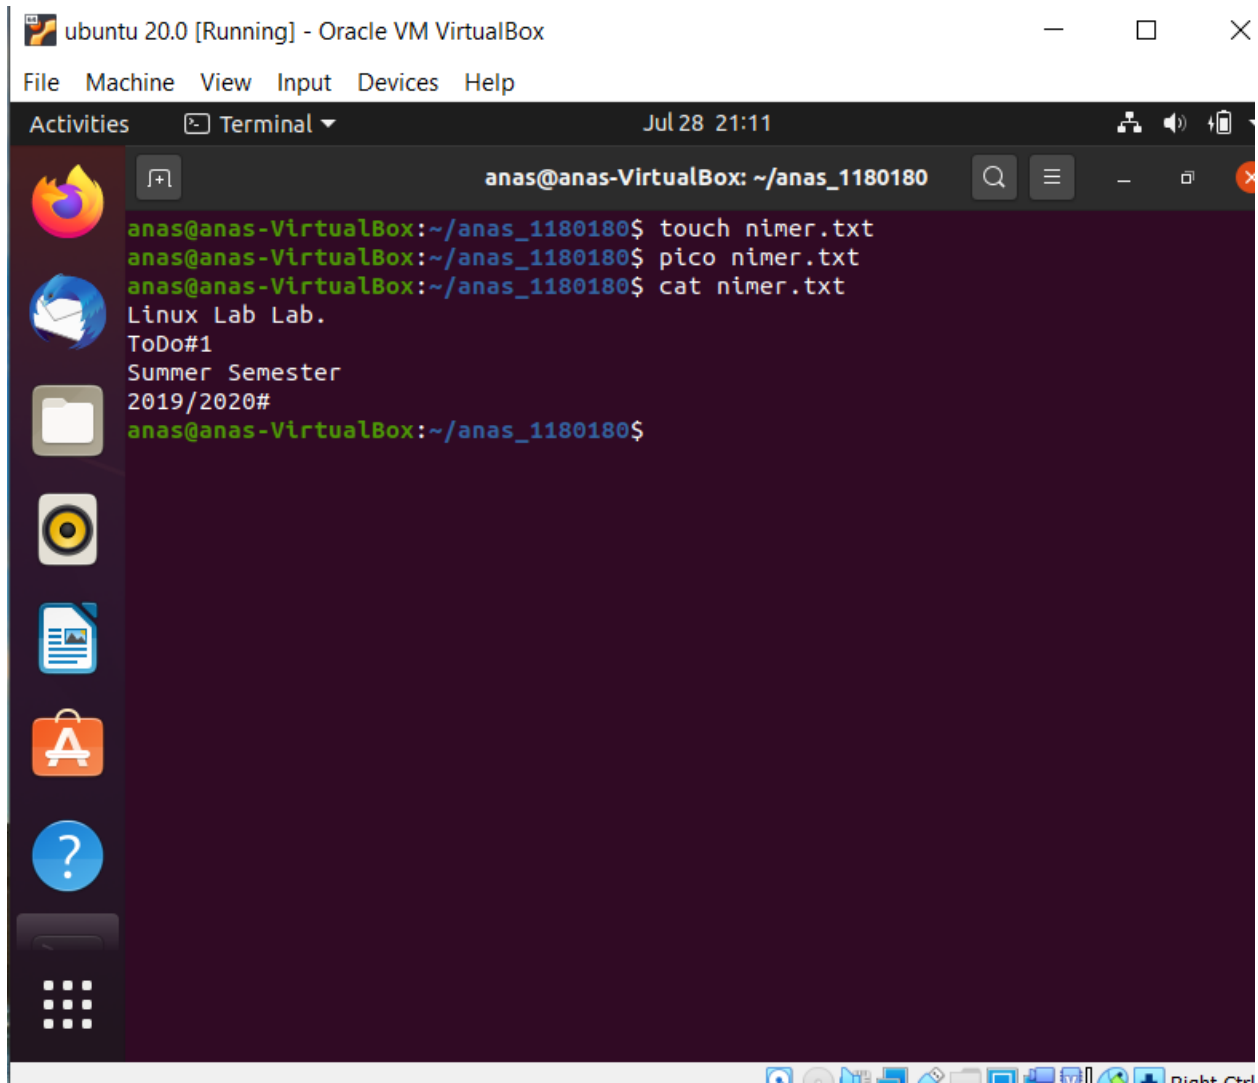 ubuntu 20.0 [Running] - Oracle VM VirtualBox
File Machine View Input Devices Help
Activities Terminal Jul 28 21:11
anas@anas-VirtualBox: ~/anas_1180180
anas@anas-VirtualBox:~/anas_1180180$ touch nimer.txt
anas@anas-VirtualBox:~/anas_1180180$ pico nimer.txt
anas@anas-VirtualBox:~/anas_1180180$ cat nimer.txt
Linux Lab Lab.
ToDo#1
Summer Semester
2019/2020#
anas@anas-VirtualBox:~/anas_1180180$
Right Ctrl